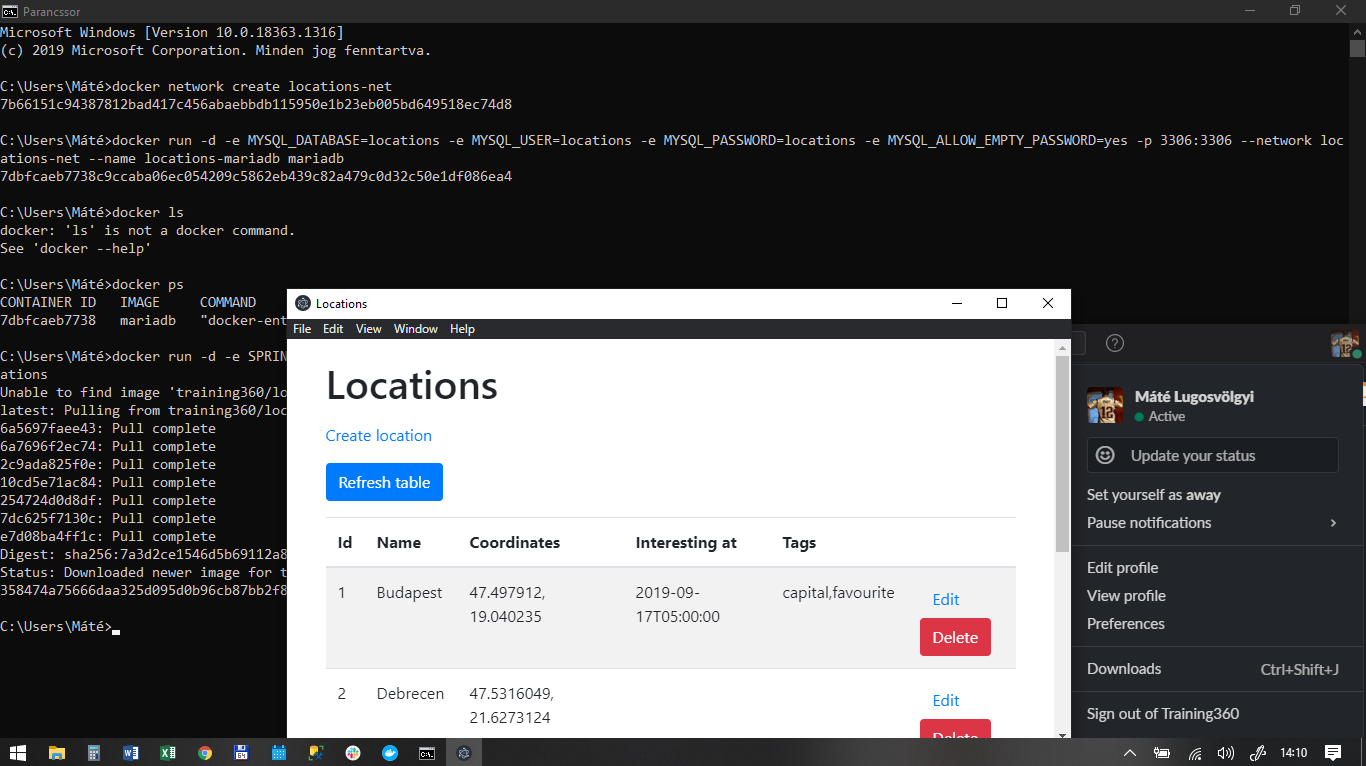 Parancssor
Microsoft Windows [Version 10.0.18363.1316]
(c) 2019 Microsoft Corporation. Minden jog fenntartva.
C:\Users\Máté>docker network create locations-net
7b66151c94387812bad417c456abaebbdb115950e1b23eb005bd649518ec74d8
C:\Users\Máté>docker run -d -e MYSQL_DATABASE=locations -e MYSQL_USER=locations -e MYSQL_PASSWORD=locations -e MYSQL_ALLOW_EMPTY_PASSWORD=yes -p 3306:3306 --network loc
ations-net --name locations-mariadb mariadb
7dbfcaeb7738c9ccaba06ec054209c5862eb439c82a479c0d32c50e1df086ea4
C:\Users\Máté>docker ls
docker: 'ls' is not a docker command.
See 'docker --help'
C:\Users\Máté>docker ps
CONTAINER ID IMAGE COMMAND
7dbfcaeb7738 mariadb "docker-ent
C:\Users\Máté>docker run -d -e SPRIN
ations
Unable to find image 'training360/lo
latest: Pulling from training360/loc
6a5697faee43: Pull complete
6a7696f2ec74: Pull complete
2c9ada825f0e: Pull complete
10cd5e71ac84: Pull complete
254724d0d8df: Pull complete
7dc625f7130c: Pull complete
e7d08ba4ff1c: Pull complete
Digest: sha256:7a3d2ce1546d5b69112a8
Status: Downloaded newer image for t
358474a75666daa325d095d0b96cb87bb2f8
C:\Users\Máté>
Locations
File Edit View Window Help
Locations
Create location
Refresh table
Id Name Coordinates Interesting at Tags
1 Budapest 47.497912, 2019-09- capital,favourite Edit
19.040235 17T05:00:00
Delete
2 Debrecen 47.5316049, Edit
21.6273124
Delete
Máté Lugosvölgyi
Active
Update your status
Set yourself as away
Pause notifications
Edit profile
View profile
Preferences
Downloads Ctrl+Shift+J
Sign out of Training360
14:10